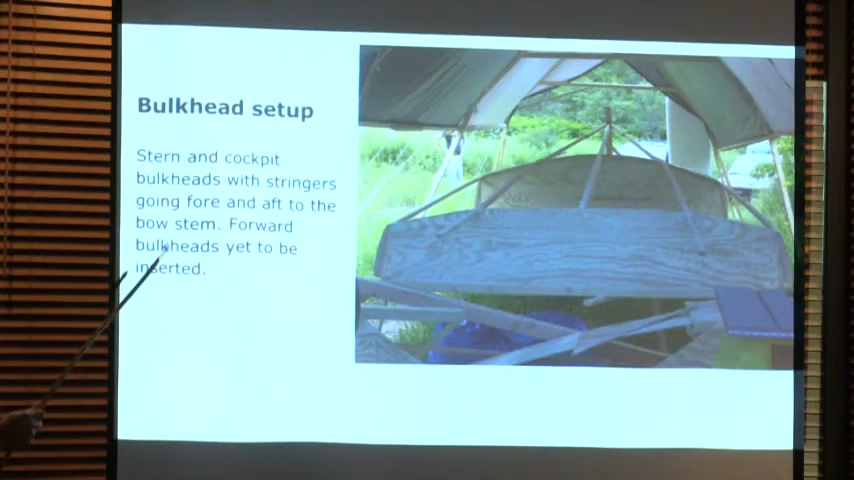 Bulkhead setup
Stern and cockpit
bulkheads with stringers
going fore and aft to the
bow stem. Forward
bulkheads yet to be
inserted.